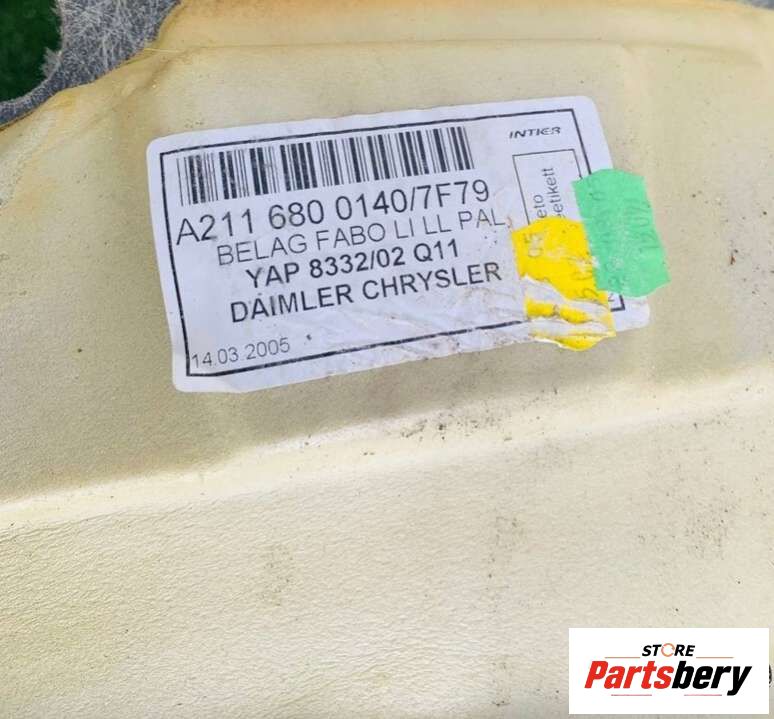 INTIER
A211 680 0140/7F79
BELAG FABO LI LL PAL
YAP 8332/02 Q11
DAIMLER CHRYSLER
14.03.2005
etikett
STORE
Partsbery